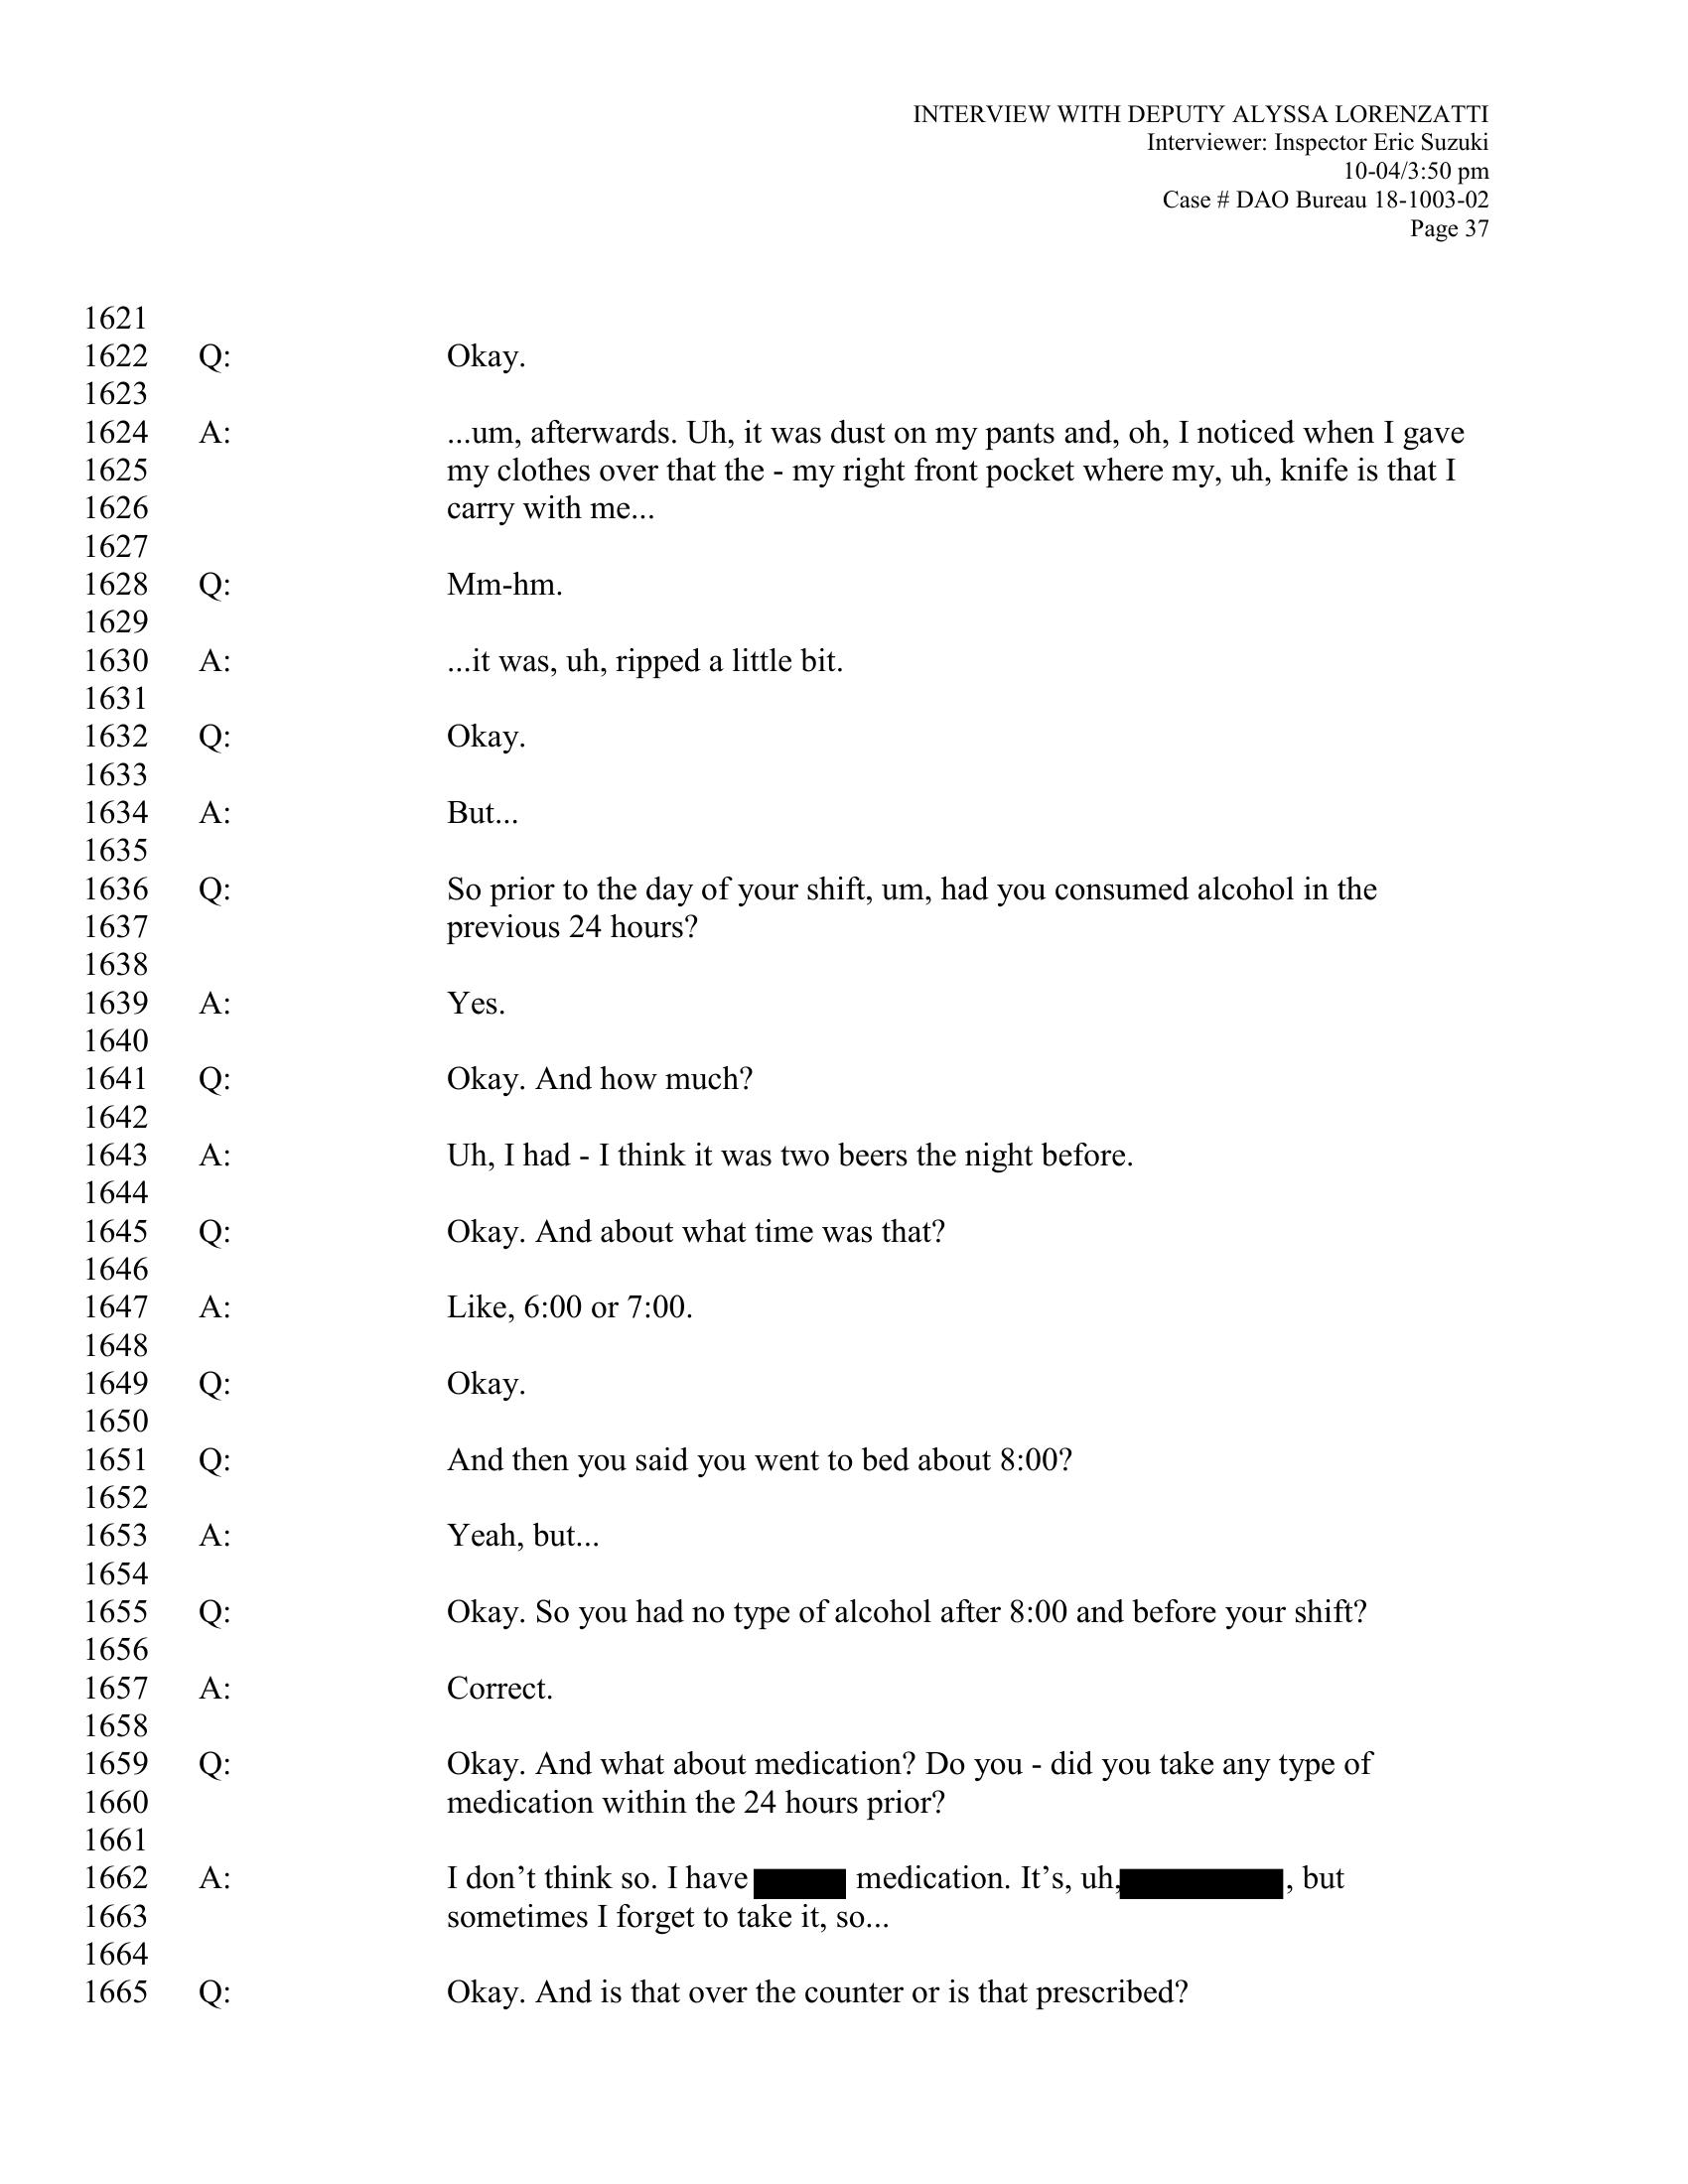 INTERVIEW WITH DEPUTY ALYSSA LORENZATTI
Interviewer: Inspector Eric Suzuki
10-04/3:50 pm
Case # DAO Bureau 18-1003-02
Page 37
1621
1622 Q: Okay.
1623
1624 A: ...um, afterwards. Uh, it was dust on my pants and, oh, I noticed when I gave
1625 my clothes over that the - my right front pocket where my, uh, knife is that I
1626 carry with me...
1627
1628 Q: Mm-hm.
1629
1630 A: ...it was, uh, ripped a little bit.
1631
1632 Q: Okay.
1633
1634 A: But...
1635
1636 Q: So prior to the day of your shift, um, had you consumed alcohol in the
1637 previous 24 hours?
1638
1639 A: Yes.
1640
1641 Q: Okay. And how much?
1642
1643 A: Uh, I had - I think it was two beers the night before.
1644
1645 Q: Okay. And about what time was that?
1646
1647 A: Like, 6:00 or 7:00.
1648
1649 Q: Okay.
1650
1651 Q: And then you said you went to bed about 8:00?
1652
1653 A: Yeah, but...
1654
1655 Q: Okay. So you had no type of alcohol after 8:00 and before your shift?
1656
1657 A: Correct.
1658
1659 Q: Okay. And what about medication? Do you - did you take any type of
1660 medication within the 24 hours prior?
1661
1662 A: I don’t think so. I have medication. It’s, uh, , but
1663 sometimes I forget to take it, so...
1664
1665 Q: Okay. And is that over the counter or is that prescribed?